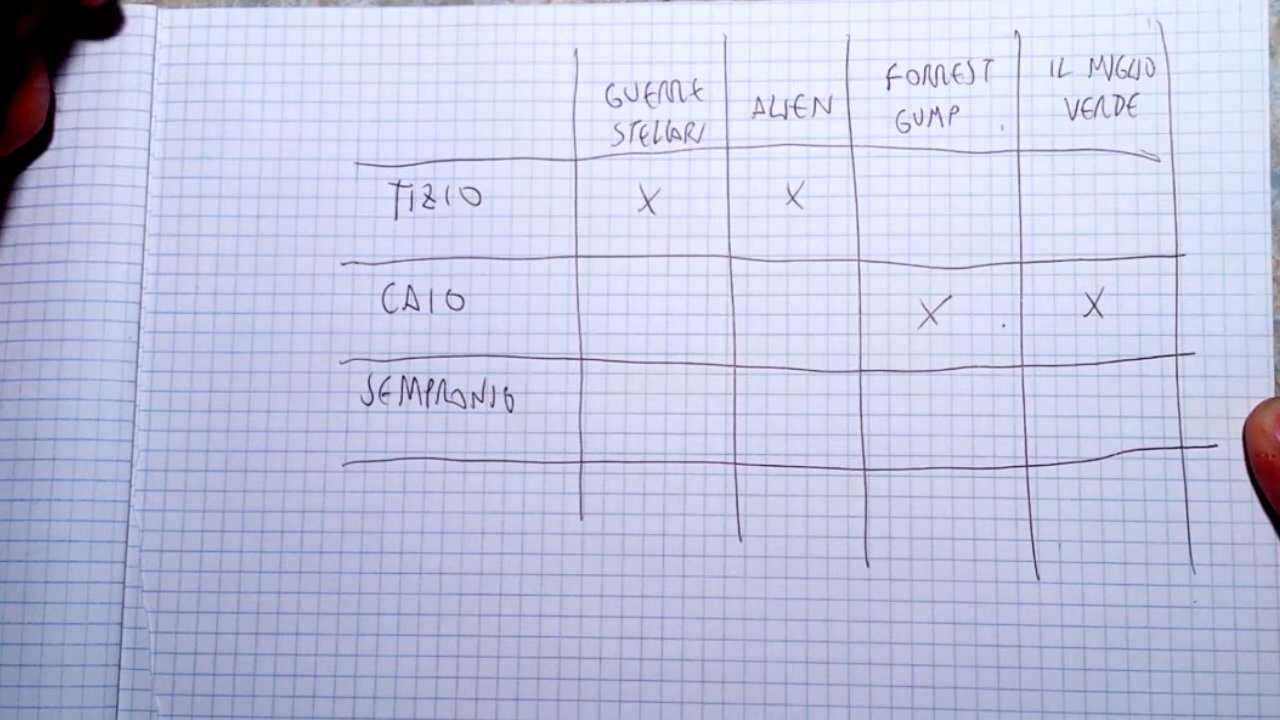 GUERRE
STELLARI
ALIEN
FORREST
GUMP
IL MIGLIO
VERDE
TIZIO
X
X
CAIO
X
X
SEMPRONIO